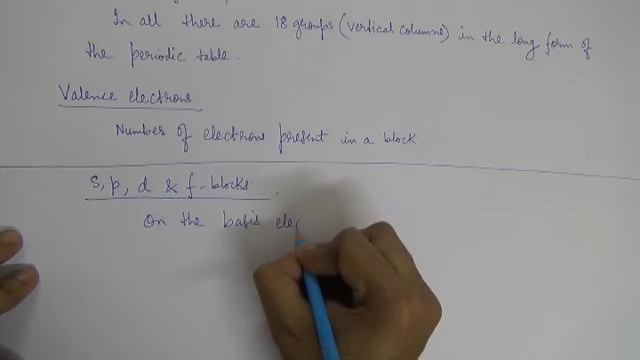 In all there are 18 groups (vertical columns) in the long form of
the periodic table.
Valence electrons
Number of electrons present in a block.
s, p, d & f-blocks
On the basis elec